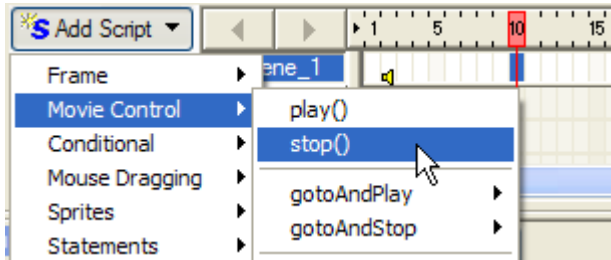 S Add Script
1 5 10 15
ene_1
Frame
Movie Control
Conditional
Mouse Dragging
Sprites
Statements
play()
stop()
gotoAndPlay
gotoAndStop